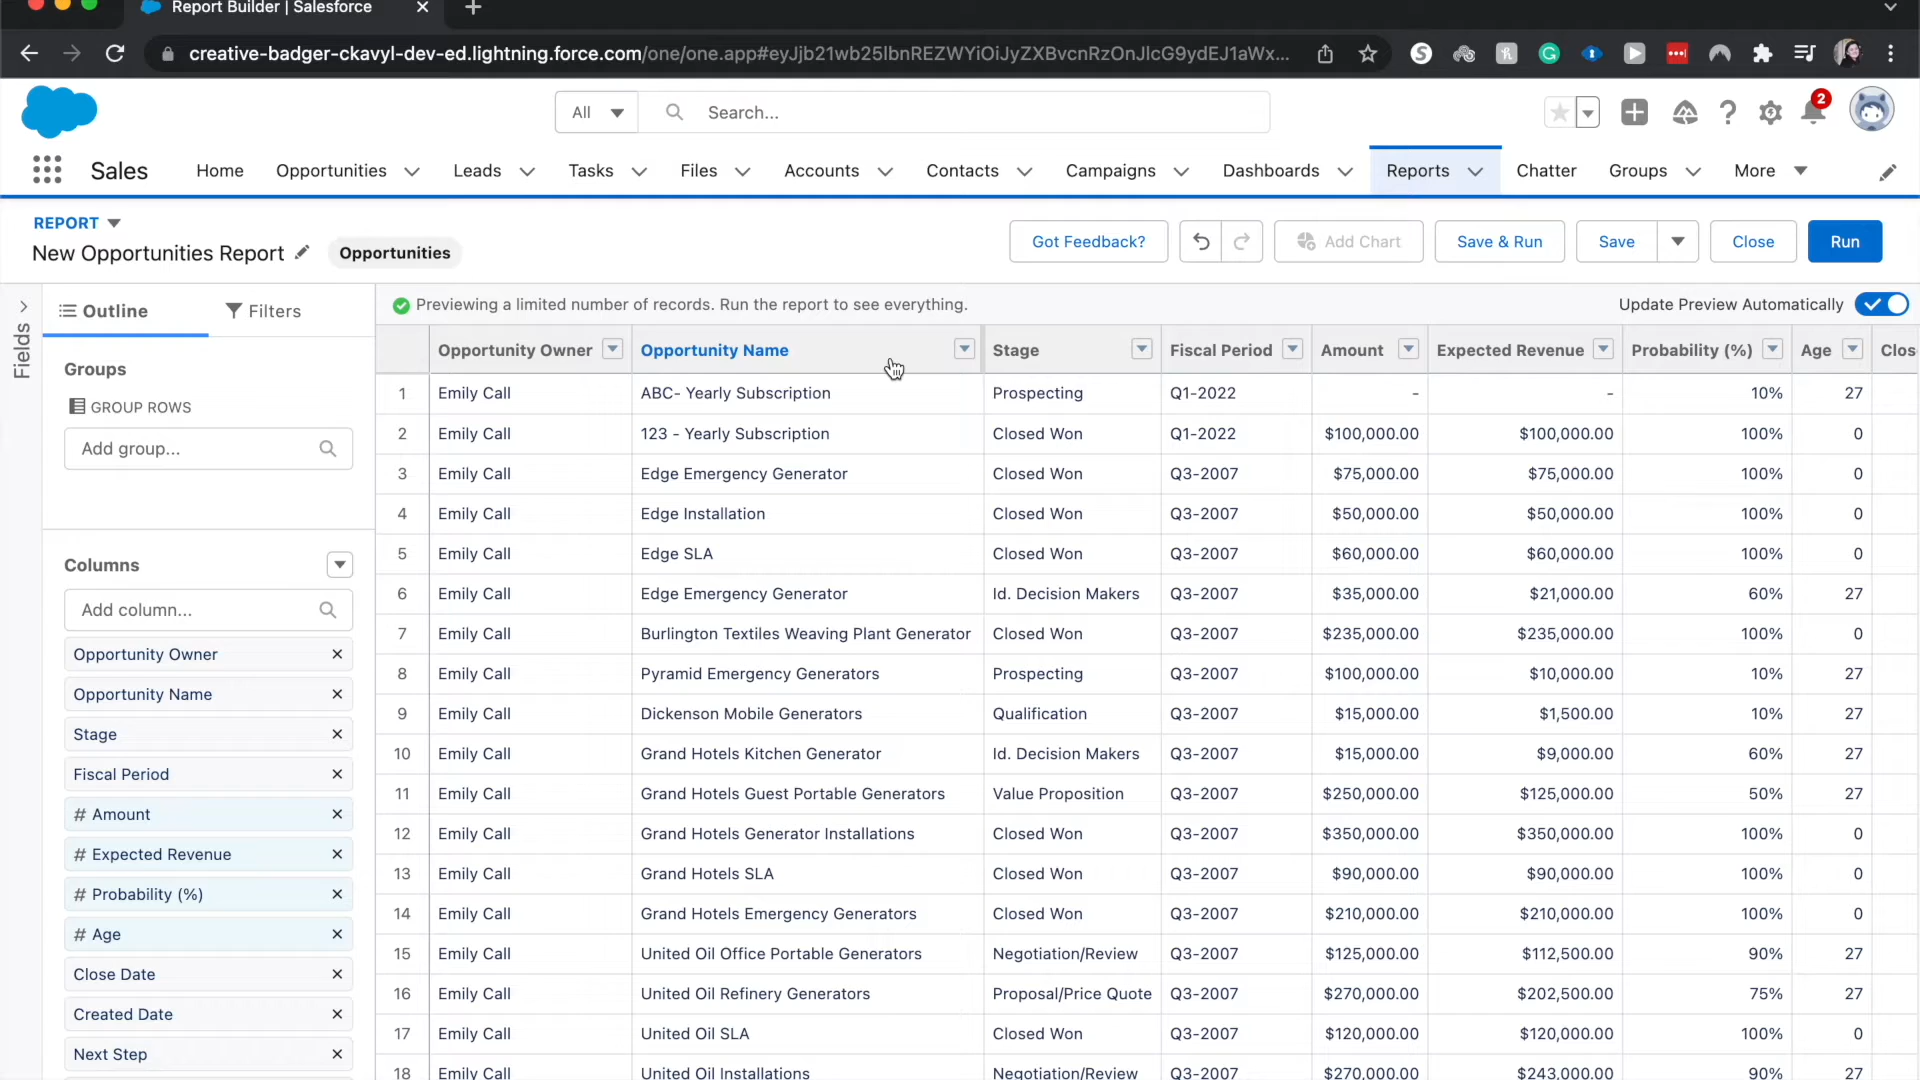 Report Builder | Salesforce
creative-badger-ckavyl-dev-ed.lightning.force.com/one/one.app#eyJjb21wb25lbnREZWYiOiJyZXBvcnRzOnJlcG9ydEJ1aWx...
All Search... 2
Sales Home Opportunities Leads Tasks Files Accounts Contacts Campaigns Dashboards Reports Chatter Groups More
REPORT
New Opportunities Report Opportunities
Got Feedback? Add Chart Save & Run Save Close Run
Fields
Outline Filters
Groups
GROUP ROWS
Add group...
Columns
Add column...
Opportunity Owner
Opportunity Name
Stage
Fiscal Period
# Amount
# Expected Revenue
# Probability (%)
# Age
Close Date
Created Date
Next Step
Previewing a limited number of records. Run the report to see everything. Update Preview Automatically
Opportunity Owner Opportunity Name Stage Fiscal Period Amount Expected Revenue Probability (%) Age Clos
1 Emily Call ABC- Yearly Subscription Prospecting Q1-2022 - - 10% 27
2 Emily Call 123 - Yearly Subscription Closed Won Q1-2022 $100,000.00 $100,000.00 100% 0
3 Emily Call Edge Emergency Generator Closed Won Q3-2007 $75,000.00 $75,000.00 100% 0
4 Emily Call Edge Installation Closed Won Q3-2007 $50,000.00 $50,000.00 100% 0
5 Emily Call Edge SLA Closed Won Q3-2007 $60,000.00 $60,000.00 100% 0
6 Emily Call Edge Emergency Generator Id. Decision Makers Q3-2007 $35,000.00 $21,000.00 60% 27
7 Emily Call Burlington Textiles Weaving Plant Generator Closed Won Q3-2007 $235,000.00 $235,000.00 100% 0
8 Emily Call Pyramid Emergency Generators Prospecting Q3-2007 $100,000.00 $10,000.00 10% 27
9 Emily Call Dickenson Mobile Generators Qualification Q3-2007 $15,000.00 $1,500.00 10% 27
10 Emily Call Grand Hotels Kitchen Generator Id. Decision Makers Q3-2007 $15,000.00 $9,000.00 60% 27
11 Emily Call Grand Hotels Guest Portable Generators Value Proposition Q3-2007 $250,000.00 $125,000.00 50% 27
12 Emily Call Grand Hotels Generator Installations Closed Won Q3-2007 $350,000.00 $350,000.00 100% 0
13 Emily Call Grand Hotels SLA Closed Won Q3-2007 $90,000.00 $90,000.00 100% 0
14 Emily Call Grand Hotels Emergency Generators Closed Won Q3-2007 $210,000.00 $210,000.00 100% 0
15 Emily Call United Oil Office Portable Generators Negotiation/Review Q3-2007 $125,000.00 $112,500.00 90% 27
16 Emily Call United Oil Refinery Generators Proposal/Price Quote Q3-2007 $270,000.00 $202,500.00 75% 27
17 Emily Call United Oil SLA Closed Won Q3-2007 $120,000.00 $120,000.00 100% 0
18 Emily Call United Oil Installations Negotiation/Review Q3-2007 $270,000.00 $243,000.00 90% 27